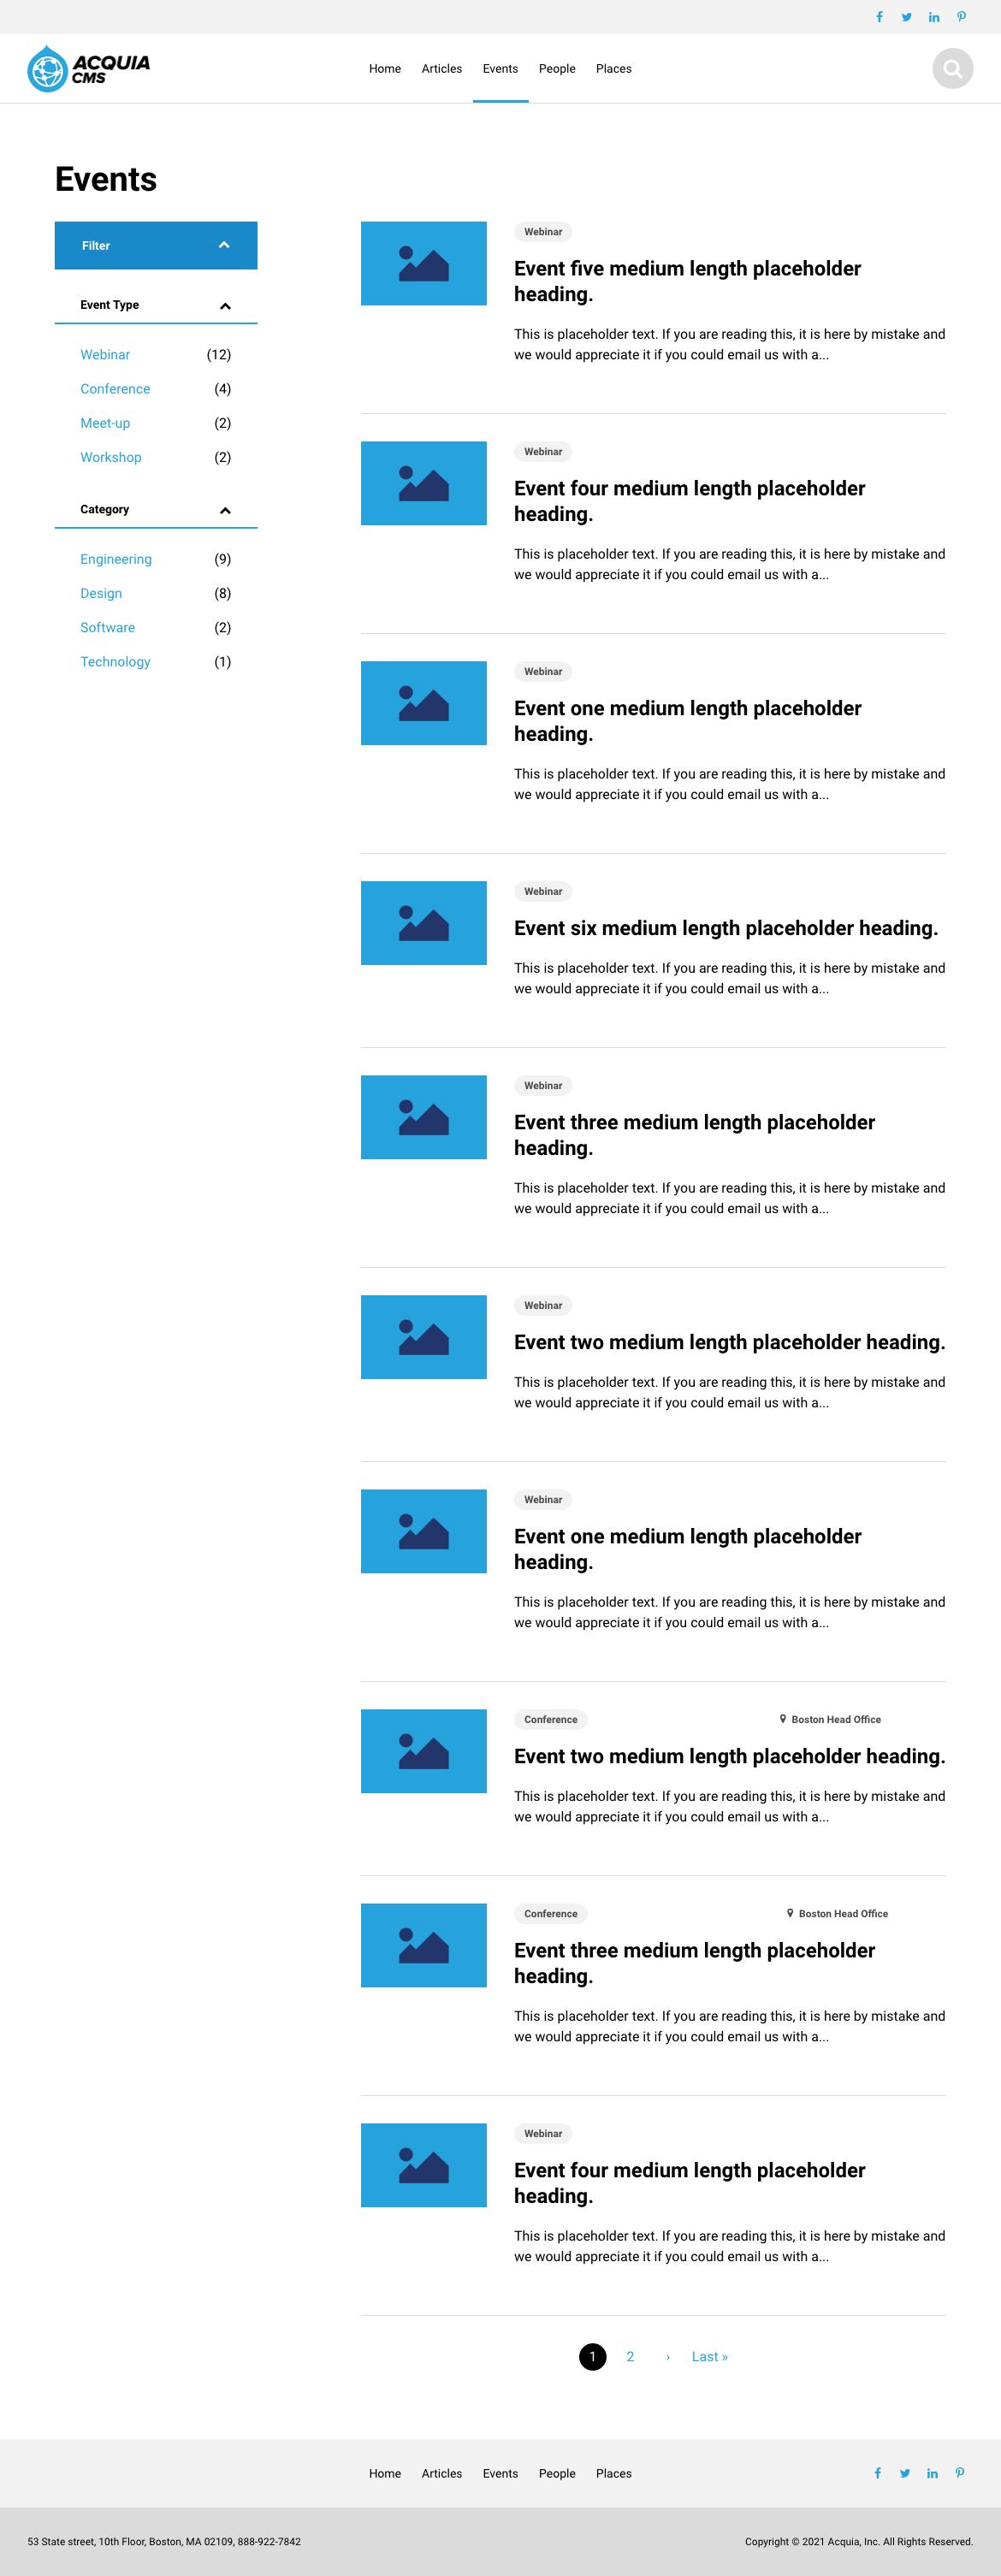 ACQUIA
CMS
Home Articles Events People Places
Events
Filter
Event Type
Webinar (12)
Conference (4)
Meet-up (2)
Workshop (2)
Category
Engineering (9)
Design (8)
Software (2)
Technology (1)
Webinar
Event five medium length placeholder
heading.
This is placeholder text. If you are reading this, it is here by mistake and
we would appreciate it if you could email us with a...
Webinar
Event four medium length placeholder
heading.
This is placeholder text. If you are reading this, it is here by mistake and
we would appreciate it if you could email us with a...
Webinar
Event one medium length placeholder
heading.
This is placeholder text. If you are reading this, it is here by mistake and
we would appreciate it if you could email us with a...
Webinar
Event six medium length placeholder heading.
This is placeholder text. If you are reading this, it is here by mistake and
we would appreciate it if you could email us with a...
Webinar
Event three medium length placeholder
heading.
This is placeholder text. If you are reading this, it is here by mistake and
we would appreciate it if you could email us with a...
Webinar
Event two medium length placeholder heading.
This is placeholder text. If you are reading this, it is here by mistake and
we would appreciate it if you could email us with a...
Webinar
Event one medium length placeholder
heading.
This is placeholder text. If you are reading this, it is here by mistake and
we would appreciate it if you could email us with a...
Conference Boston Head Office
Event two medium length placeholder heading.
This is placeholder text. If you are reading this, it is here by mistake and
we would appreciate it if you could email us with a...
Conference Boston Head Office
Event three medium length placeholder
heading.
This is placeholder text. If you are reading this, it is here by mistake and
we would appreciate it if you could email us with a...
Webinar
Event four medium length placeholder
heading.
This is placeholder text. If you are reading this, it is here by mistake and
we would appreciate it if you could email us with a...
1 2 › Last »
Home Articles Events People Places
53 State street, 10th Floor, Boston, MA 02109, 888-922-7842
Copyright © 2021 Acquia, Inc. All Rights Reserved.